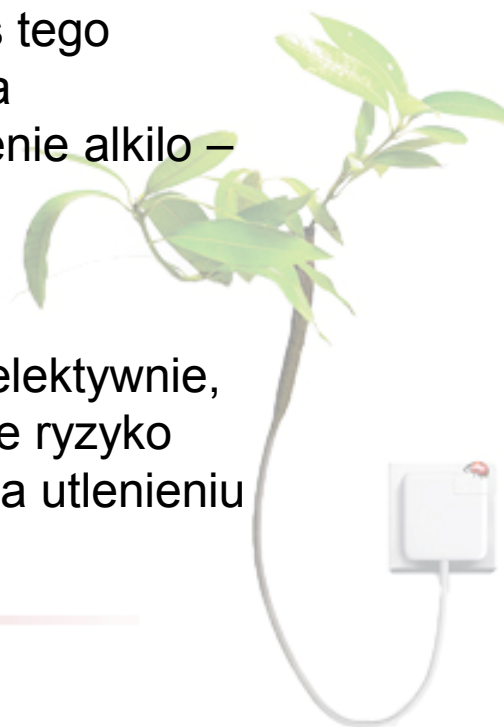 tego
enie alkilo –
elektywnie,
e ryzyko
a utlenieniu